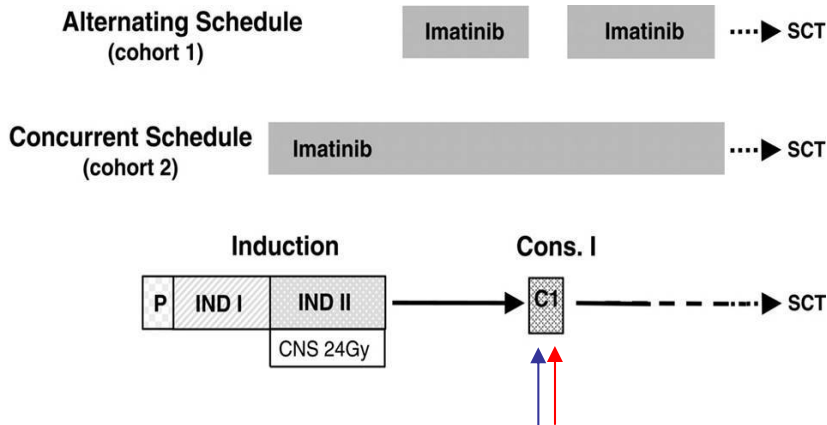 Alternating Schedule
(cohort 1)
Imatinib
Imatinib
SCT
Concurrent Schedule
(cohort 2)
Imatinib
SCT
Induction
Cons. I
P
IND I
IND II
C1
SCT
CNS 24Gy